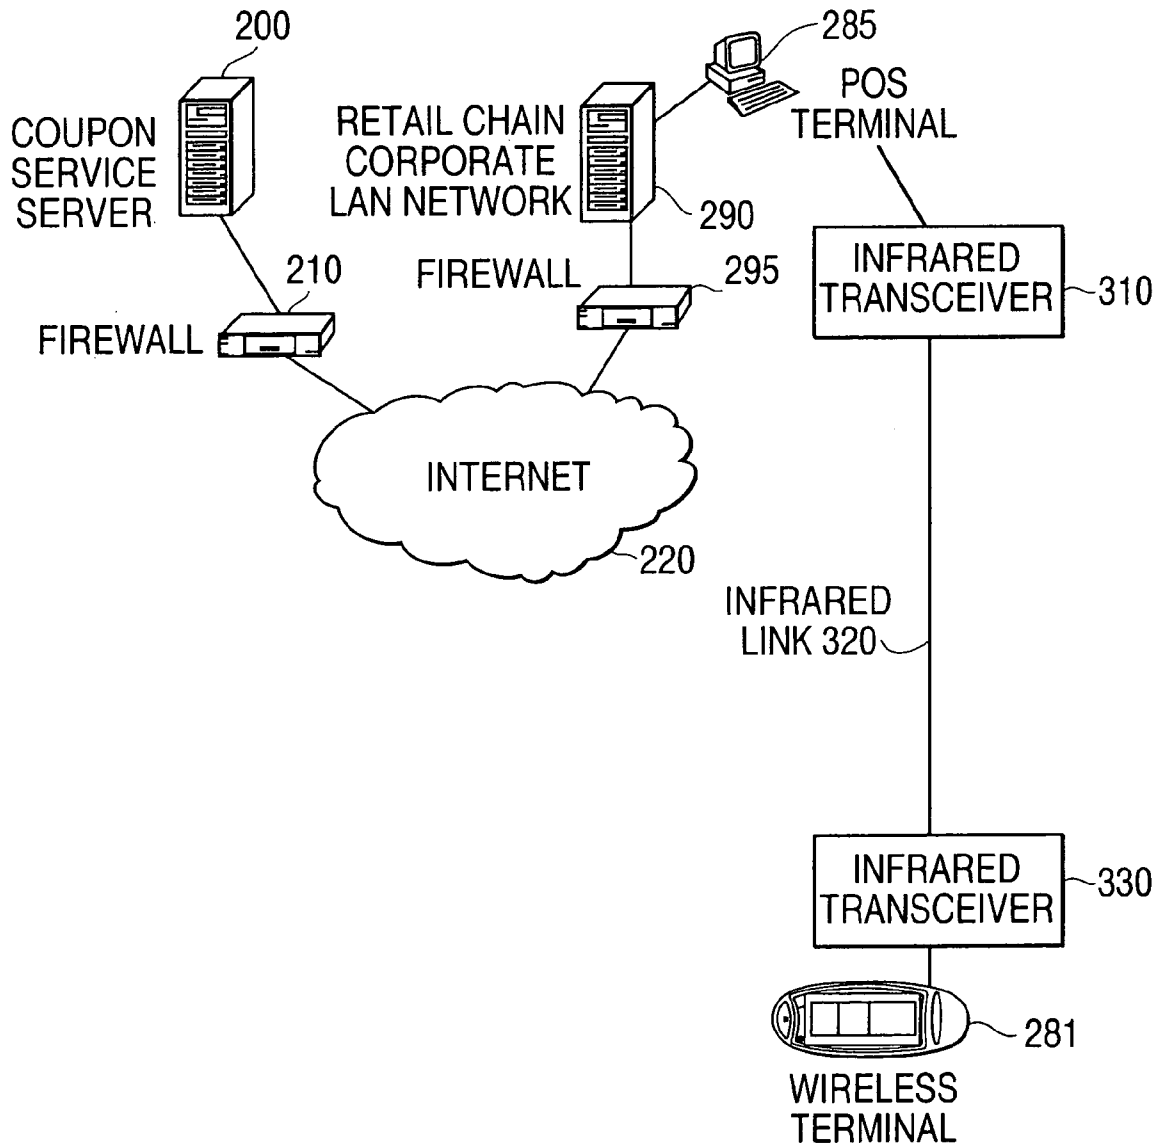 200
COUPON
SERVICE
SERVER
210
FIREWALL
RETAIL CHAIN
CORPORATE
LAN NETWORK
290
285
POS
TERMINAL
FIREWALL
295
INFRARED
TRANSCEIVER
310
INTERNET
220
INFRARED
LINK 320
INFRARED
TRANSCEIVER
330
281
WIRELESS
TERMINAL